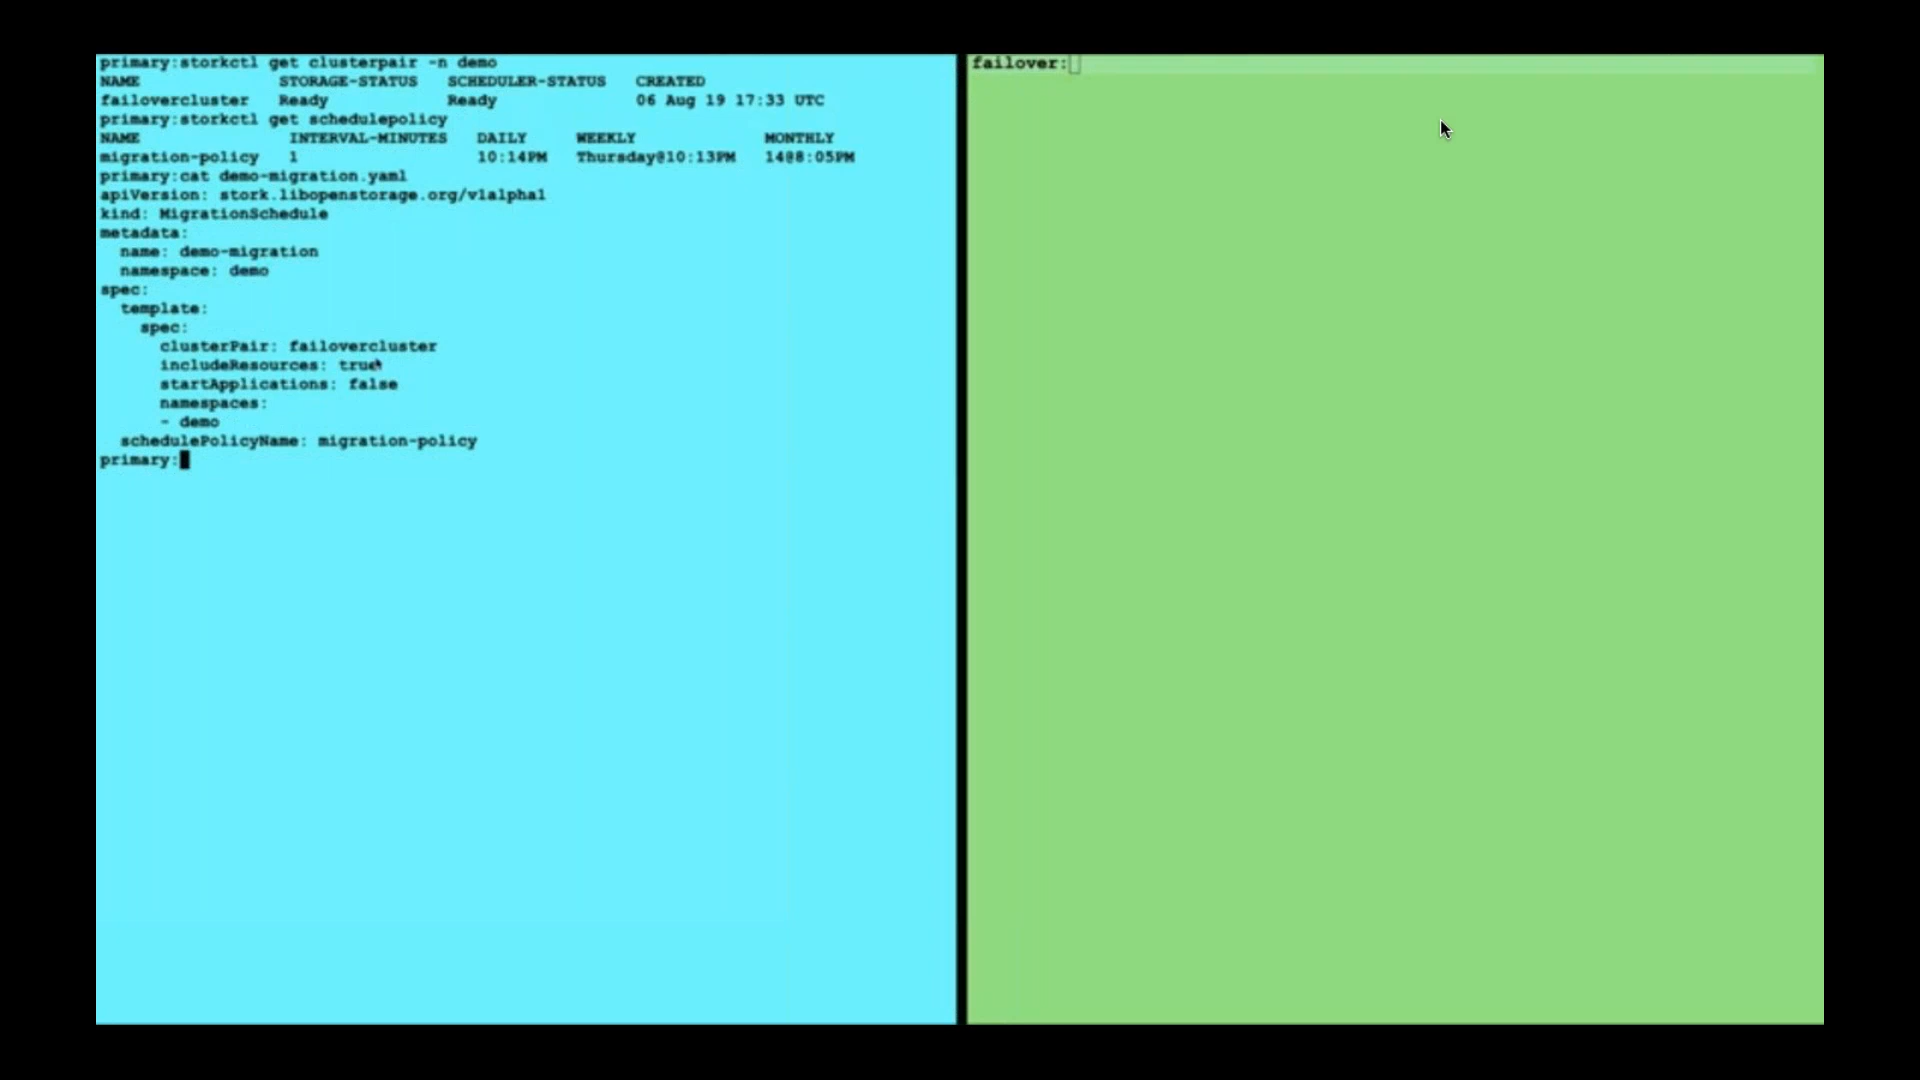 primary:storkctl get clusterpair -n demo
NAME STORAGE-STATUS SCHEDULER-STATUS CREATED
failovercluster Ready Ready 06 Aug 19 17:33 UTC
primary:storkctl get schedulepolicy
NAME INTERVAL-MINUTES DAILY WEEKLY MONTHLY
migration-policy 1 10:14PM Thursday@10:13PM 14@8:05PM
primary:cat demo-migration.yaml
apiVersion: stork.libopenstorage.org/v1alpha1
kind: MigrationSchedule
metadata:
  name: demo-migration
  namespace: demo
spec:
  template:
    spec:
      clusterPair: failovercluster
      includeResources: true
      startApplications: false
      namespaces:
      - demo
  schedulePolicyName: migration-policy
primary:
failover: